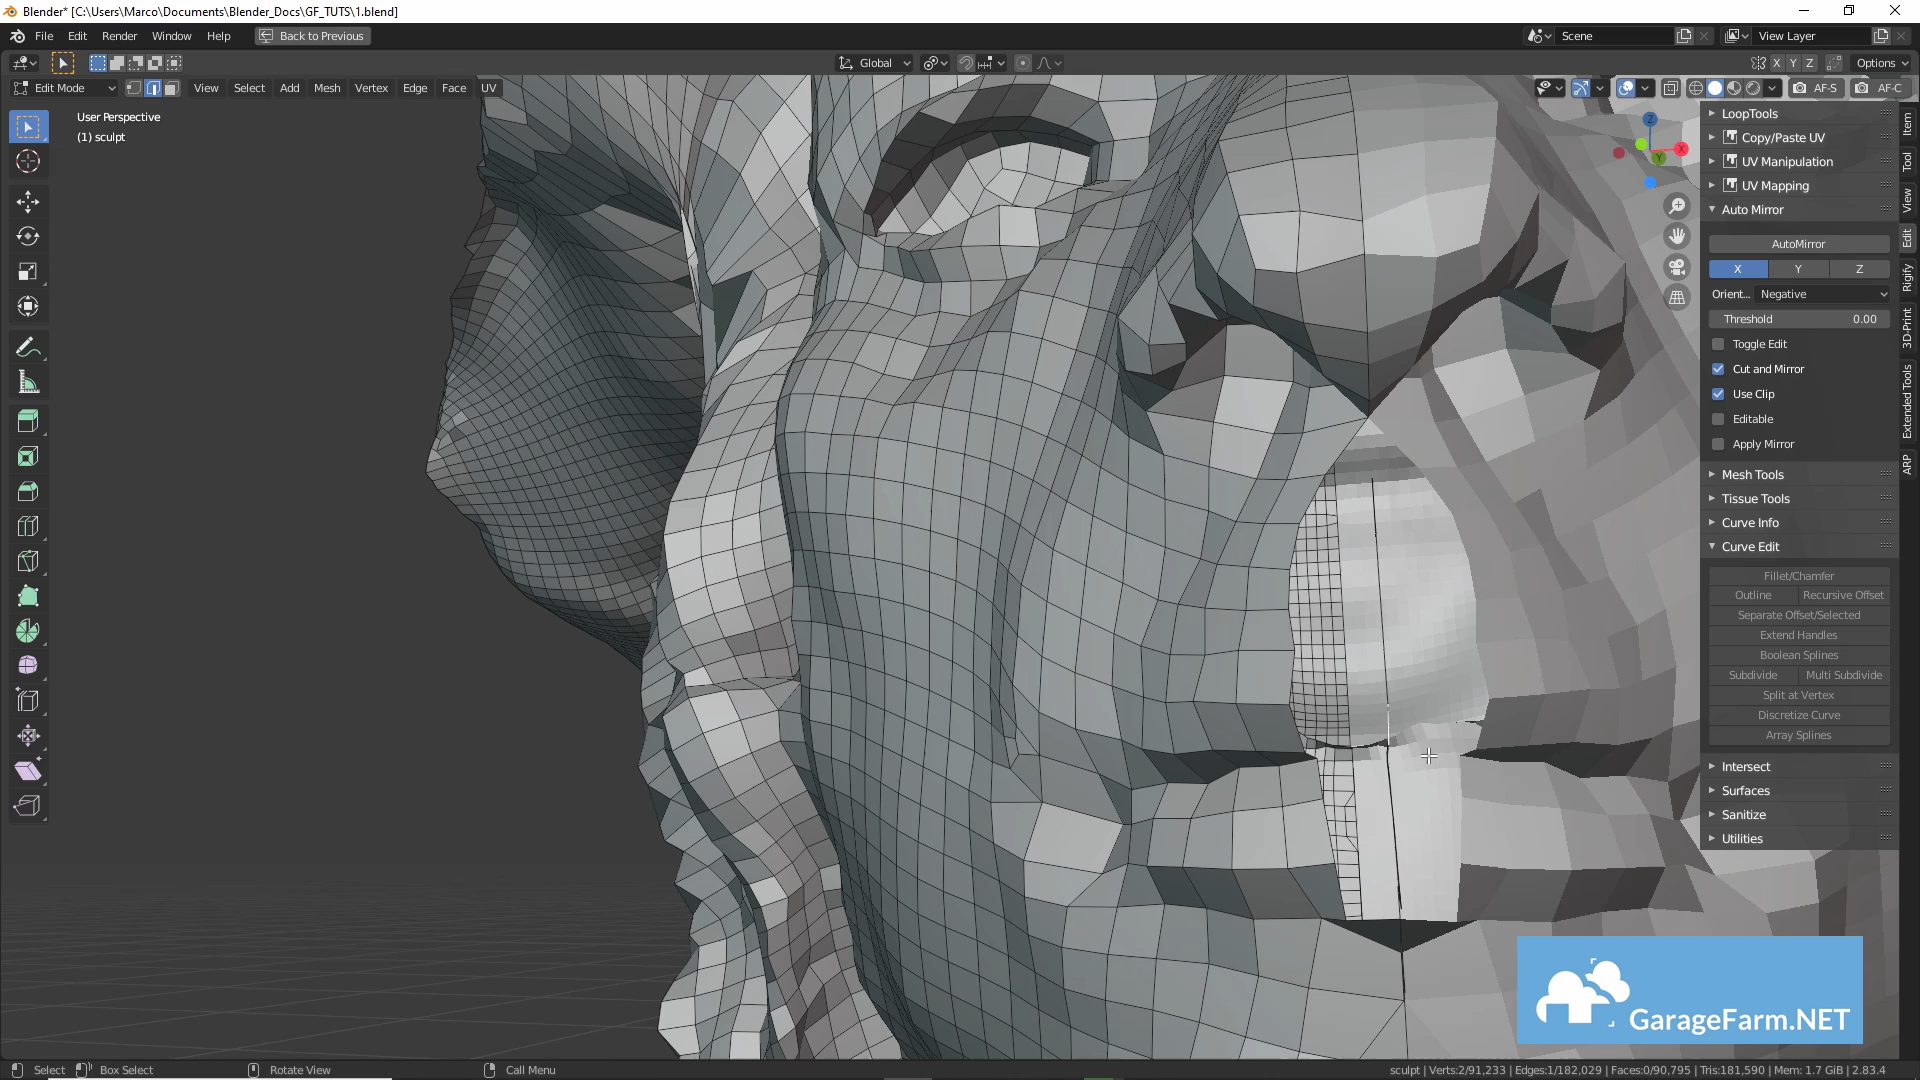 Blender* [C:\Users\Marco\Documents\Blender_Docs\GF_TUTS\1.blend]
File Edit Render Window Help Back to Previous
Scene View Layer
Global
X Y Z Options
Edit Mode View Select Add Mesh Vertex Edge Face UV
AF-S AF-C
User Perspective
(1) sculpt
Z
X
Y
LoopTools
Copy/Paste UV
UV Manipulation
UV Mapping
Auto Mirror
AutoMirror
X Y Z
Orient... Negative
Threshold 0.00
Toggle Edit
Cut and Mirror
Use Clip
Editable
Apply Mirror
Mesh Tools
Tissue Tools
Curve Info
Curve Edit
Fillet/Chamfer
Outline Recursive Offset
Separate Offset/Selected
Extend Handles
Boolean Splines
Subdivide Multi Subdivide
Split at Vertex
Discretize Curve
Array Splines
Intersect
Surfaces
Sanitize
Utilities
Item
Tool
View
Edit
Rigify
3D-Print
Extended Tools
ARP
GarageFarm.NET
Select Box Select Rotate View Call Menu
sculpt | Verts:2/91,233 | Edges:1/182,029 | Faces:0/90,795 | Tris:181,590 | Mem: 1.7 GiB | 2.83.4